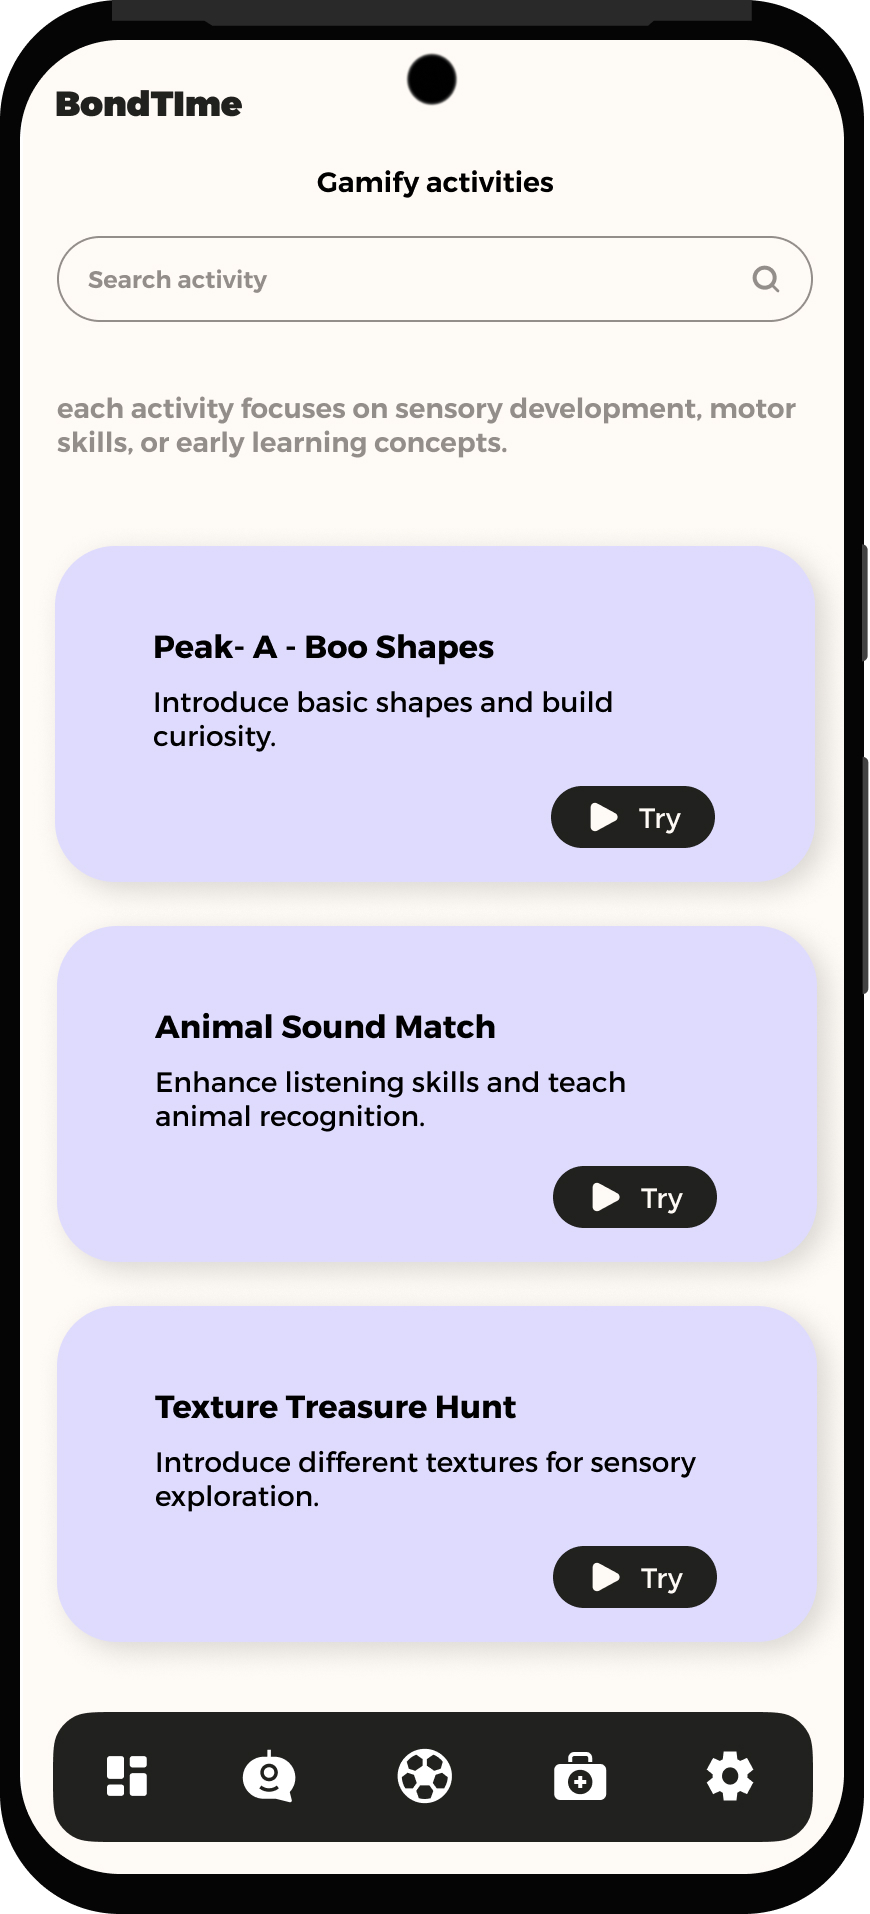 BondTIme
Gamify activities
Search activity
each activity focuses on sensory development, motor
skills, or early learning concepts.
Peak- A - Boo Shapes
Introduce basic shapes and build
curiosity.
Try
Animal Sound Match
Enhance listening skills and teach
animal recognition.
Try
Texture Treasure Hunt
Introduce different textures for sensory
exploration.
Try